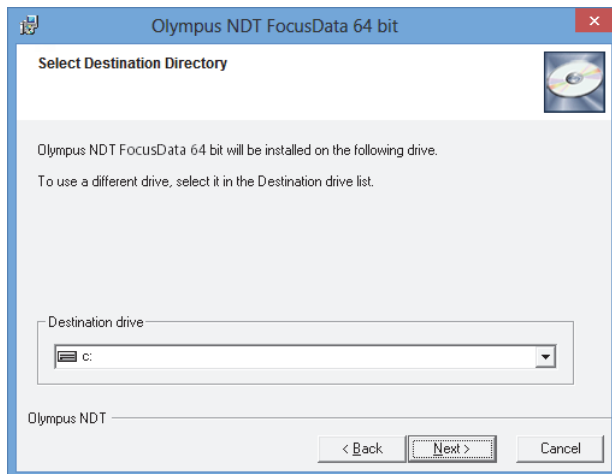 Olympus NDT FocusData 64 bit
Select Destination Directory
Olympus NDT FocusData 64 bit will be installed on the following drive.
To use a different drive, select it in the Destination drive list.
Destination drive
c:
Olympus NDT
< Back
Next >
Cancel